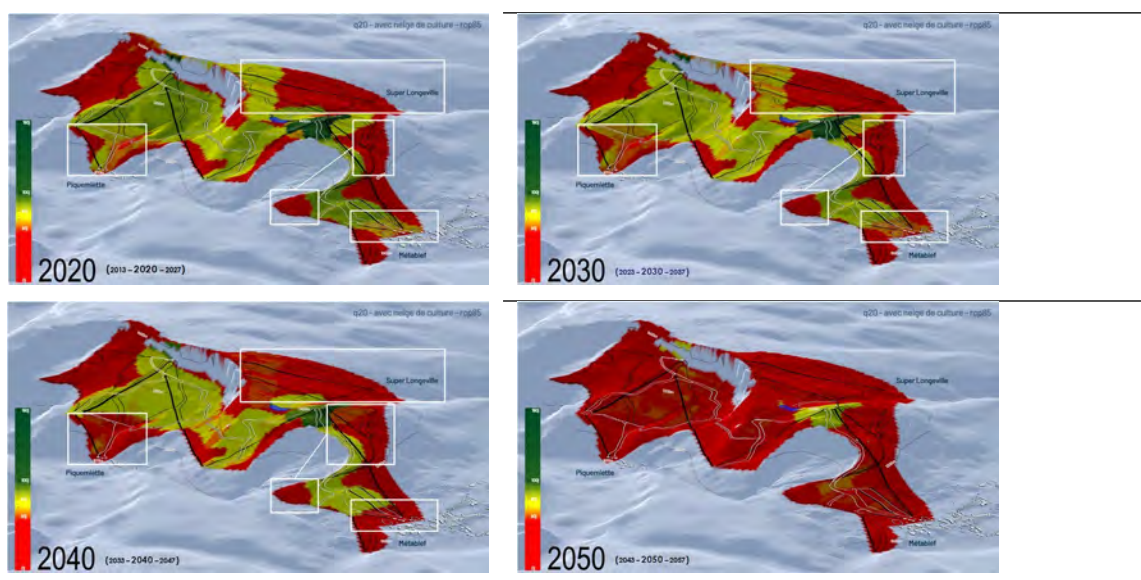 q20 - avec neige de culture - rcp85
Super Longeville
Piquemiette
Métabief
2020 (2013 - 2020 - 2027)
q20 - avec neige de culture - rcp85
Super Longeville
Piquemiette
Métabief
2030 (2023 - 2030 - 2037)
q20 - avec neige de culture - rcp85
Super Longeville
Piquemiette
Métabief
2040 (2033 - 2040 - 2047)
q20 - avec neige de culture - rcp85
Super Longeville
Piquemiette
Métabief
2050 (2043 - 2050 - 2057)